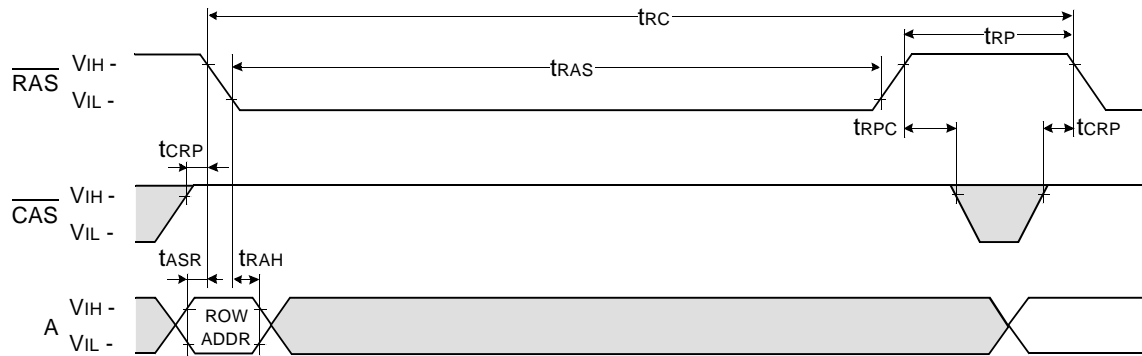 tRC
tRP
RAS VIH -
VIL -
tRAS
tRPC
tCRP
tCRP
CAS VIH -
VIL -
tASR
tRAH
A VIH -
VIL -
ROW
ADDR